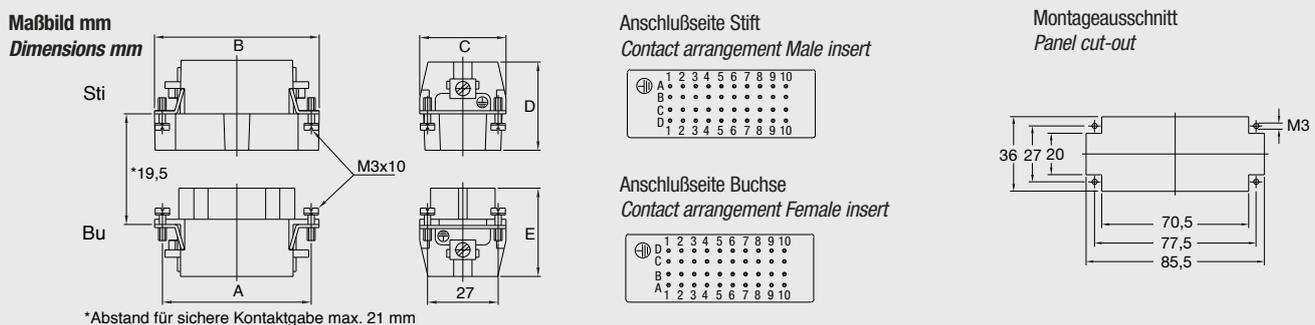 Maßbild mm
Dimensions mm
B
C
Sti
D
*19,5
M3x10
Bu
E
A
27
*Abstand für sichere Kontaktgabe max. 21 mm
Anschlußseite Stift
Contact arrangement Male insert
1 2 3 4 5 6 7 8 9 10
A
B
C
D
1 2 3 4 5 6 7 8 9 10
Anschlußseite Buchse
Contact arrangement Female insert
1 2 3 4 5 6 7 8 9 10
D
C
B
A
1 2 3 4 5 6 7 8 9 10
Montageausschnitt
Panel cut-out
M3
36 27 20
70,5
77,5
85,5